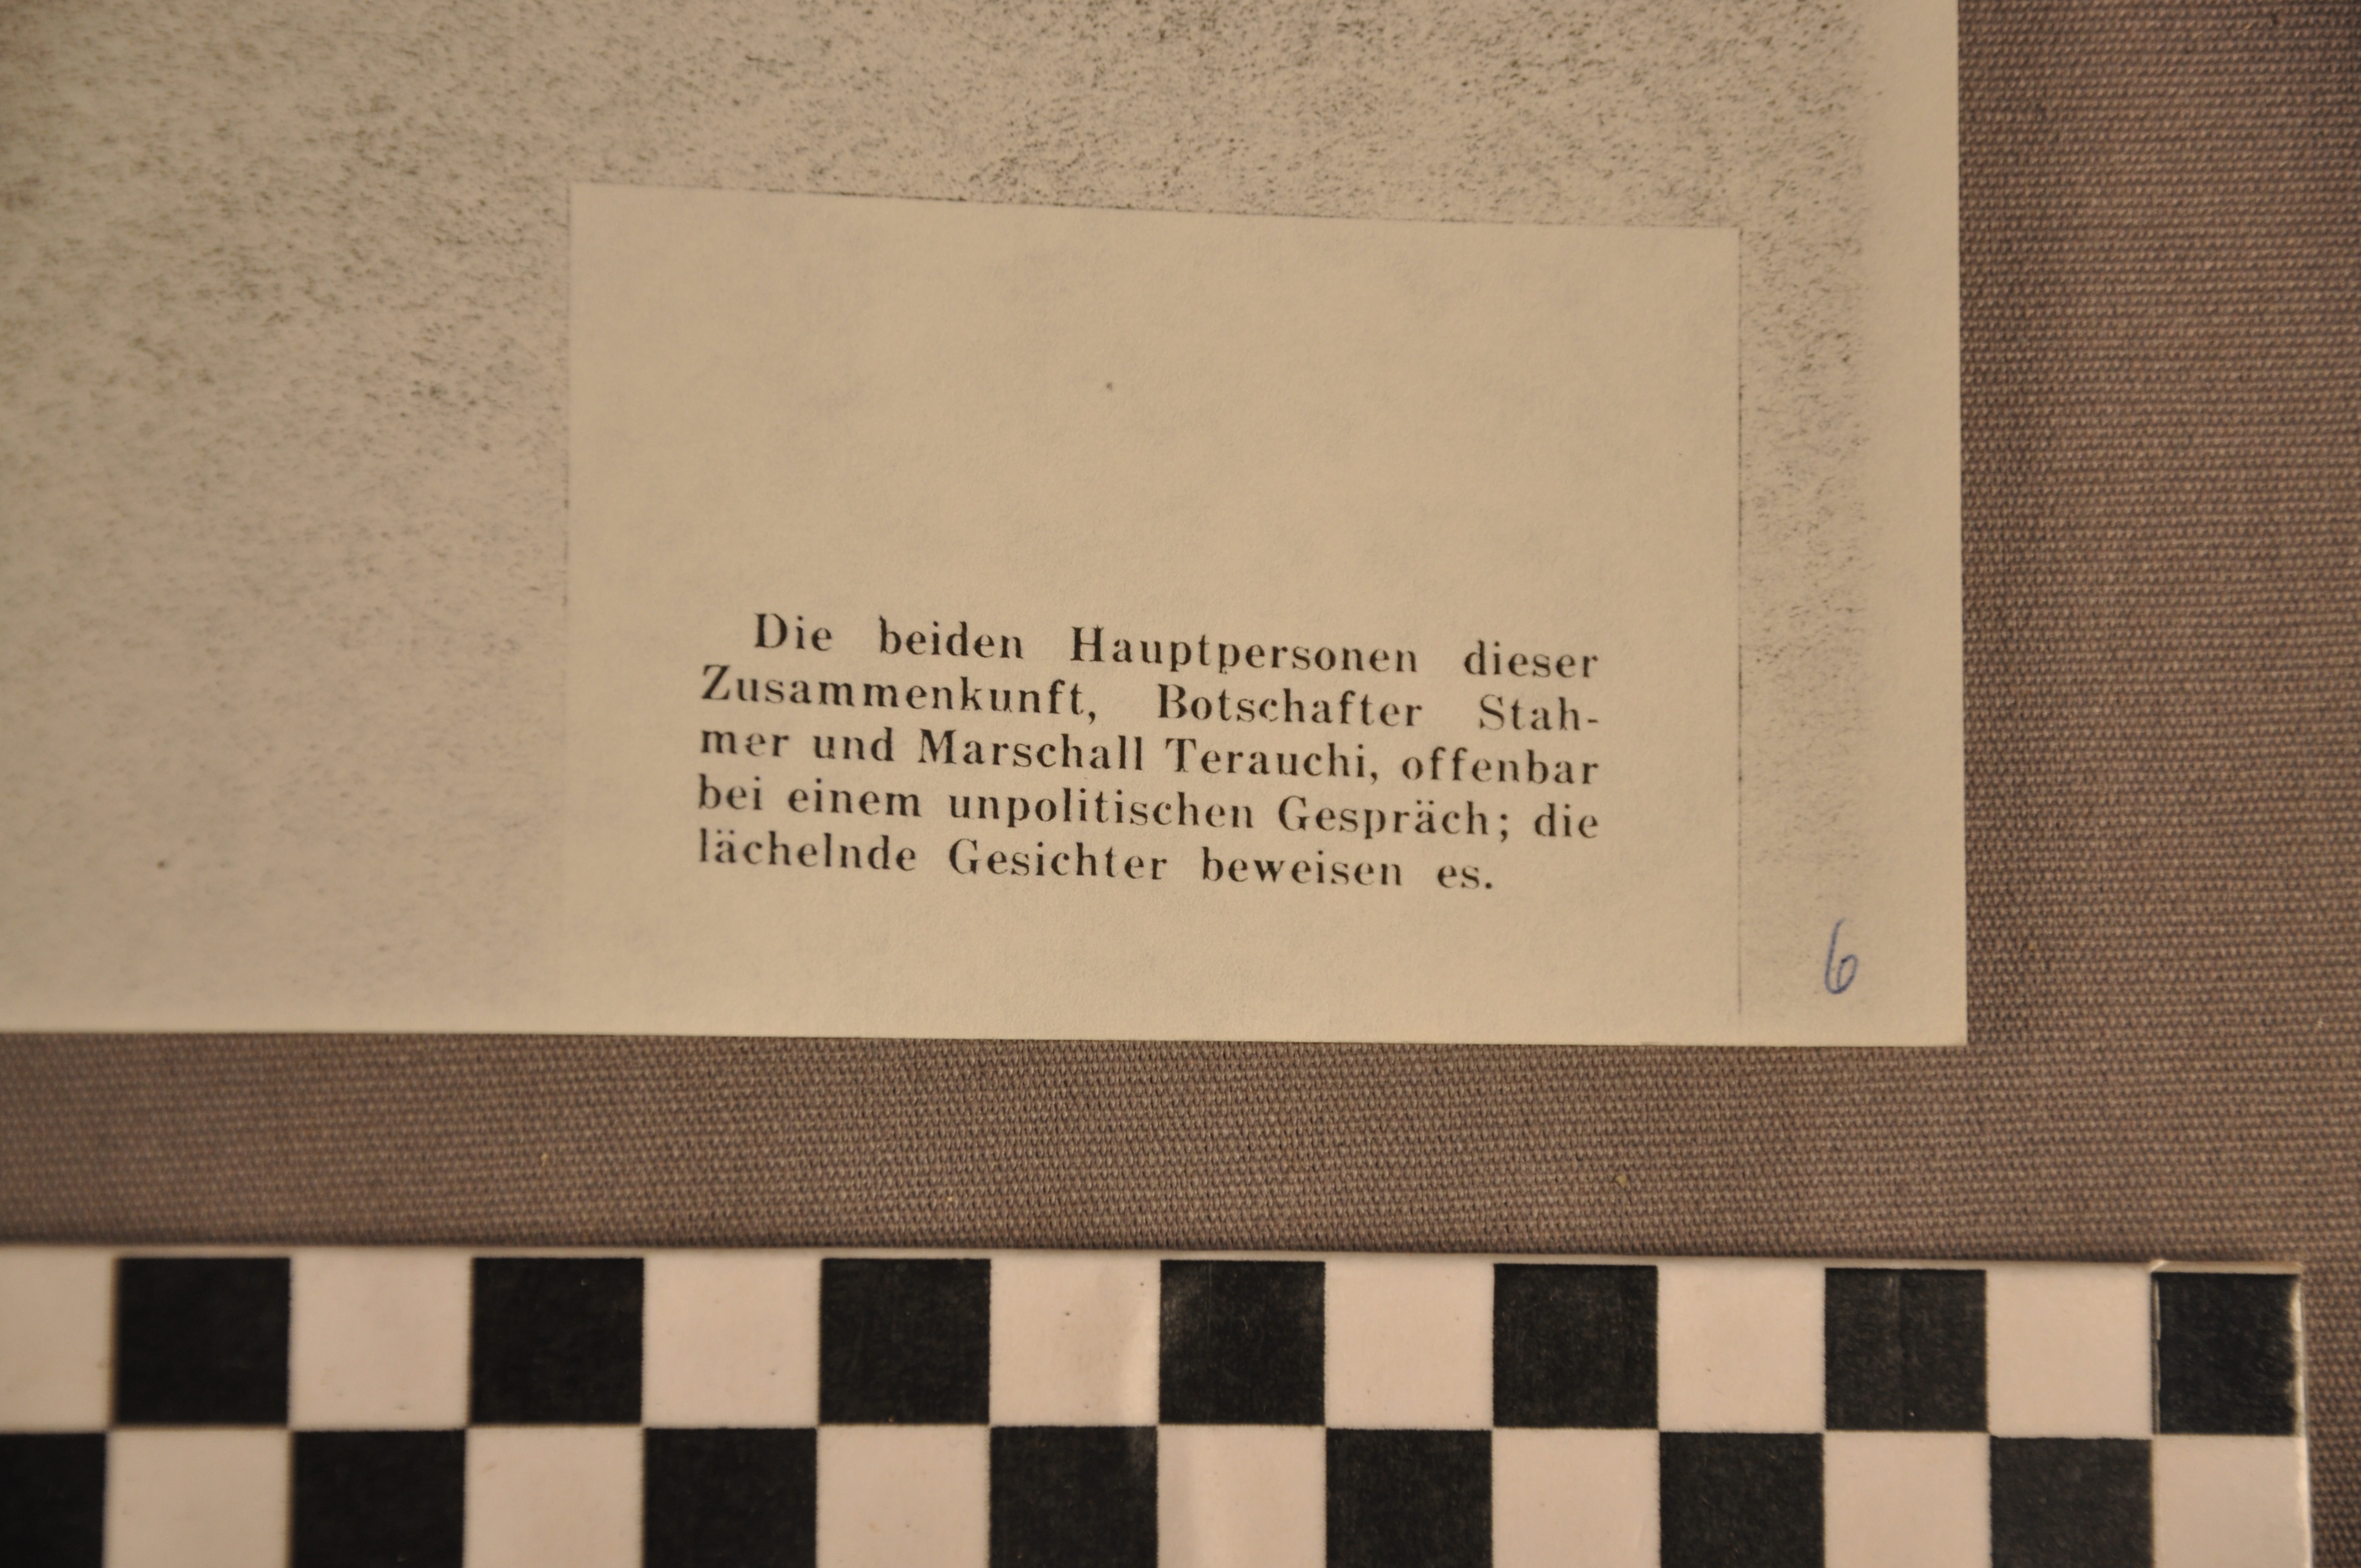 Die beiden Hauptpersonen dieser
Zusammenkunft, Botschafter Stah-
mer und Marschall Terauchi, offenbar
bei einem unpolitischen Gespräch; die
lächelnde Gesichter beweisen es.
6